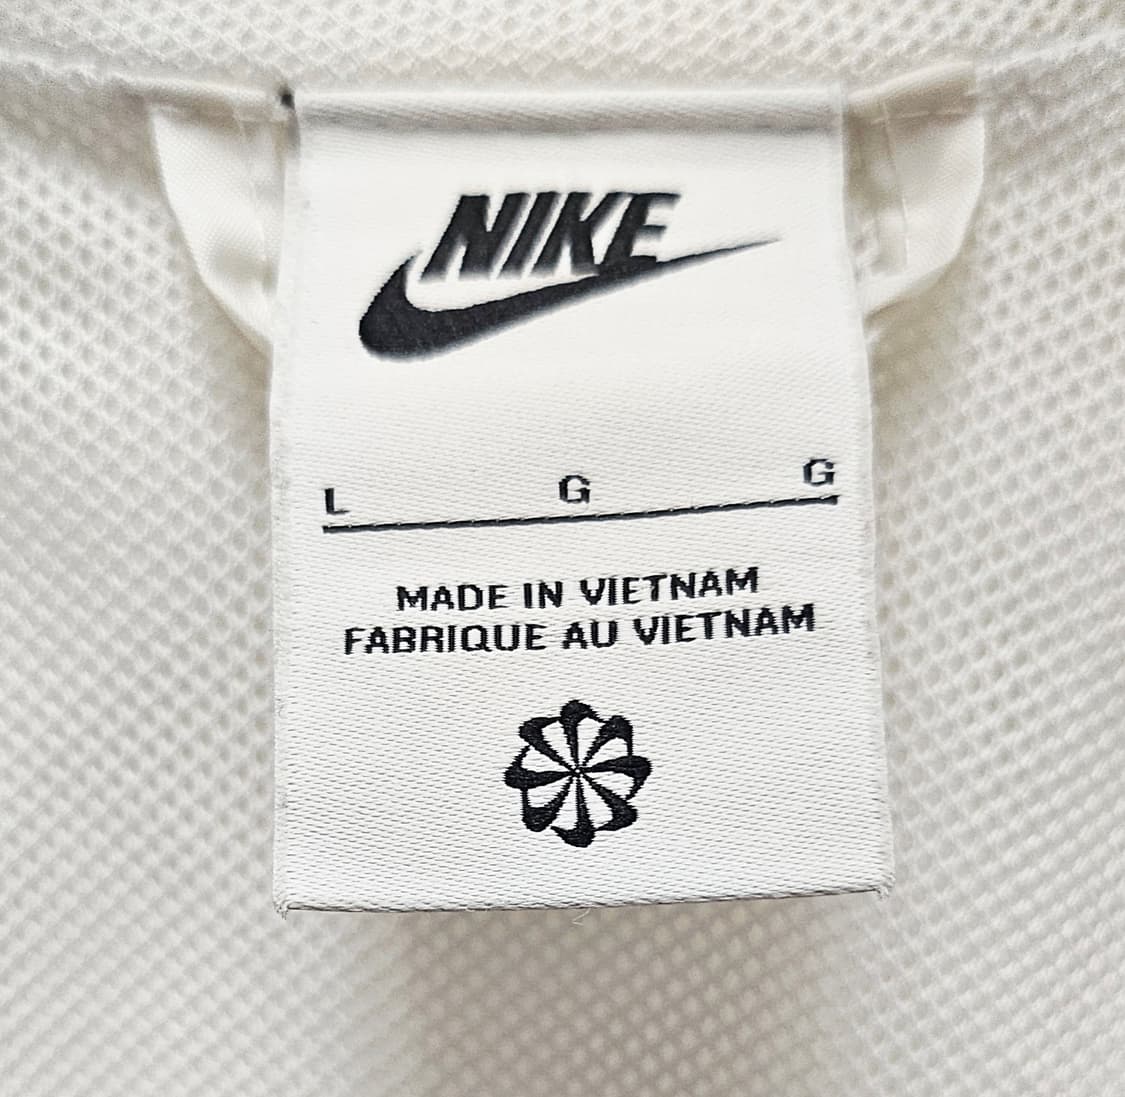 NIKE
L G G
MADE IN VIETNAM
FABRIQUE AU VIETNAM